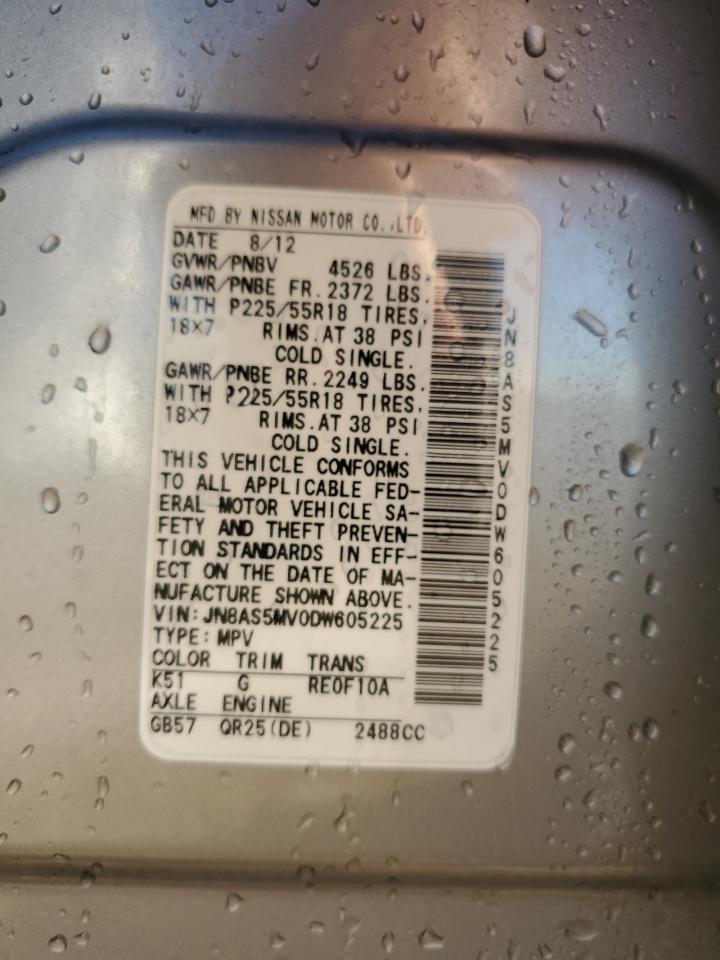 MFD BY NISSAN MOTOR CO.,LTD.
DATE 8/12
GVWR/PNBV 4526 LBS.
GAWR/PNBE FR. 2372 LBS.
WITH P225/55R18 TIRES,
18×7 RIMS.AT 38 PSI
COLD SINGLE.
GAWR/PNBE RR. 2249 LBS.
WITH P225/55R18 TIRES,
18×7 RIMS.AT 38 PSI
COLD SINGLE.
THIS VEHICLE CONFORMS
TO ALL APPLICABLE FED-
ERAL MOTOR VEHICLE SA-
FETY AND THEFT PREVEN-
TION STANDARDS IN EFF-
ECT ON THE DATE OF MA-
NUFACTURE SHOWN ABOVE.
VIN:JN8AS5MV0DW605225
TYPE:MPV
COLOR TRIM TRANS
K51 G RE0F10A
AXLE ENGINE
GB57 QR25(DE) 2488CC
JN8AS5MV0DW605225